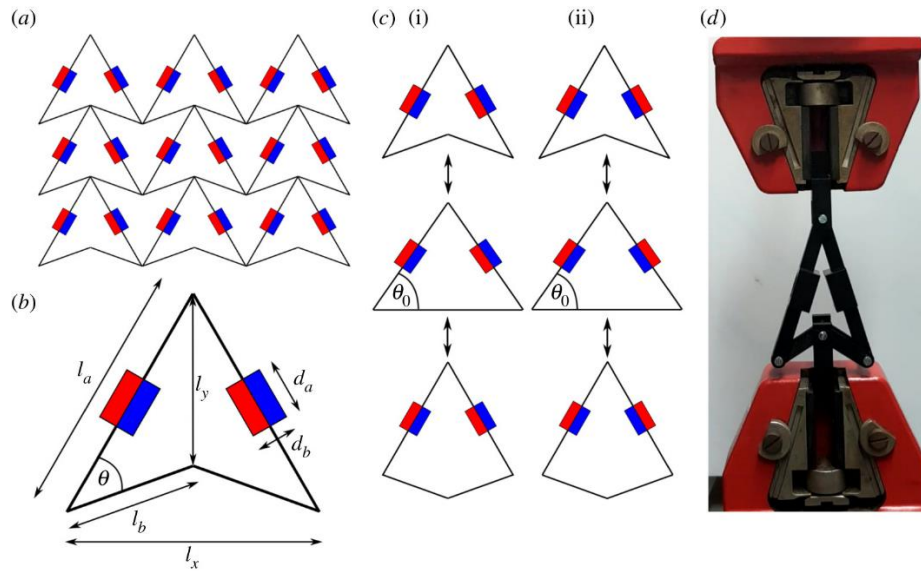 (a)
(c) (i) (ii)
(d)
(b)
l_a
l_y
d_a
d_b
θ
l_b
l_x
θ_0
θ_0